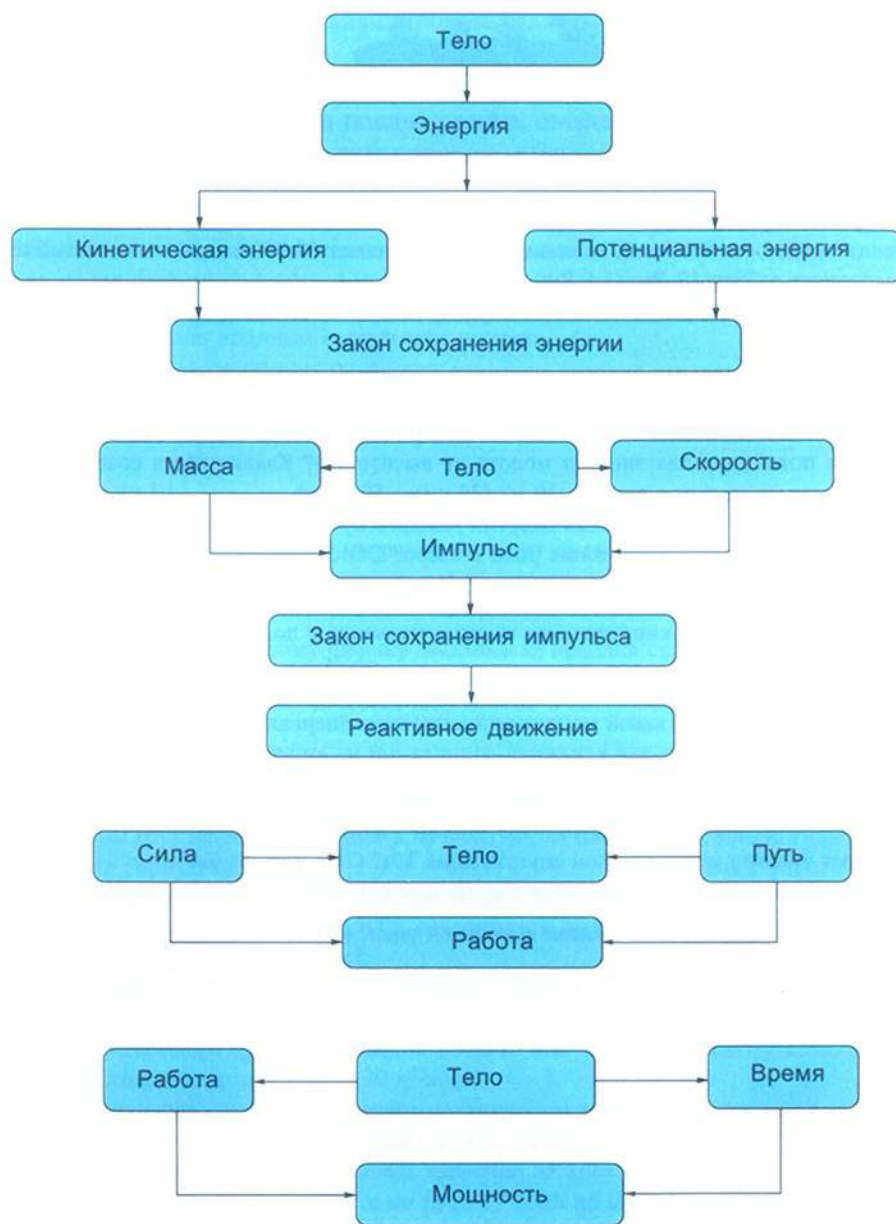 Тело
Энергия
Кинетическая энергия
Потенциальная энергия
Закон сохранения энергии
Масса
Тело
Скорость
Импульс
Закон сохранения импульса
Реактивное движение
Сила
Тело
Путь
Работа
Работа
Тело
Время
Мощность